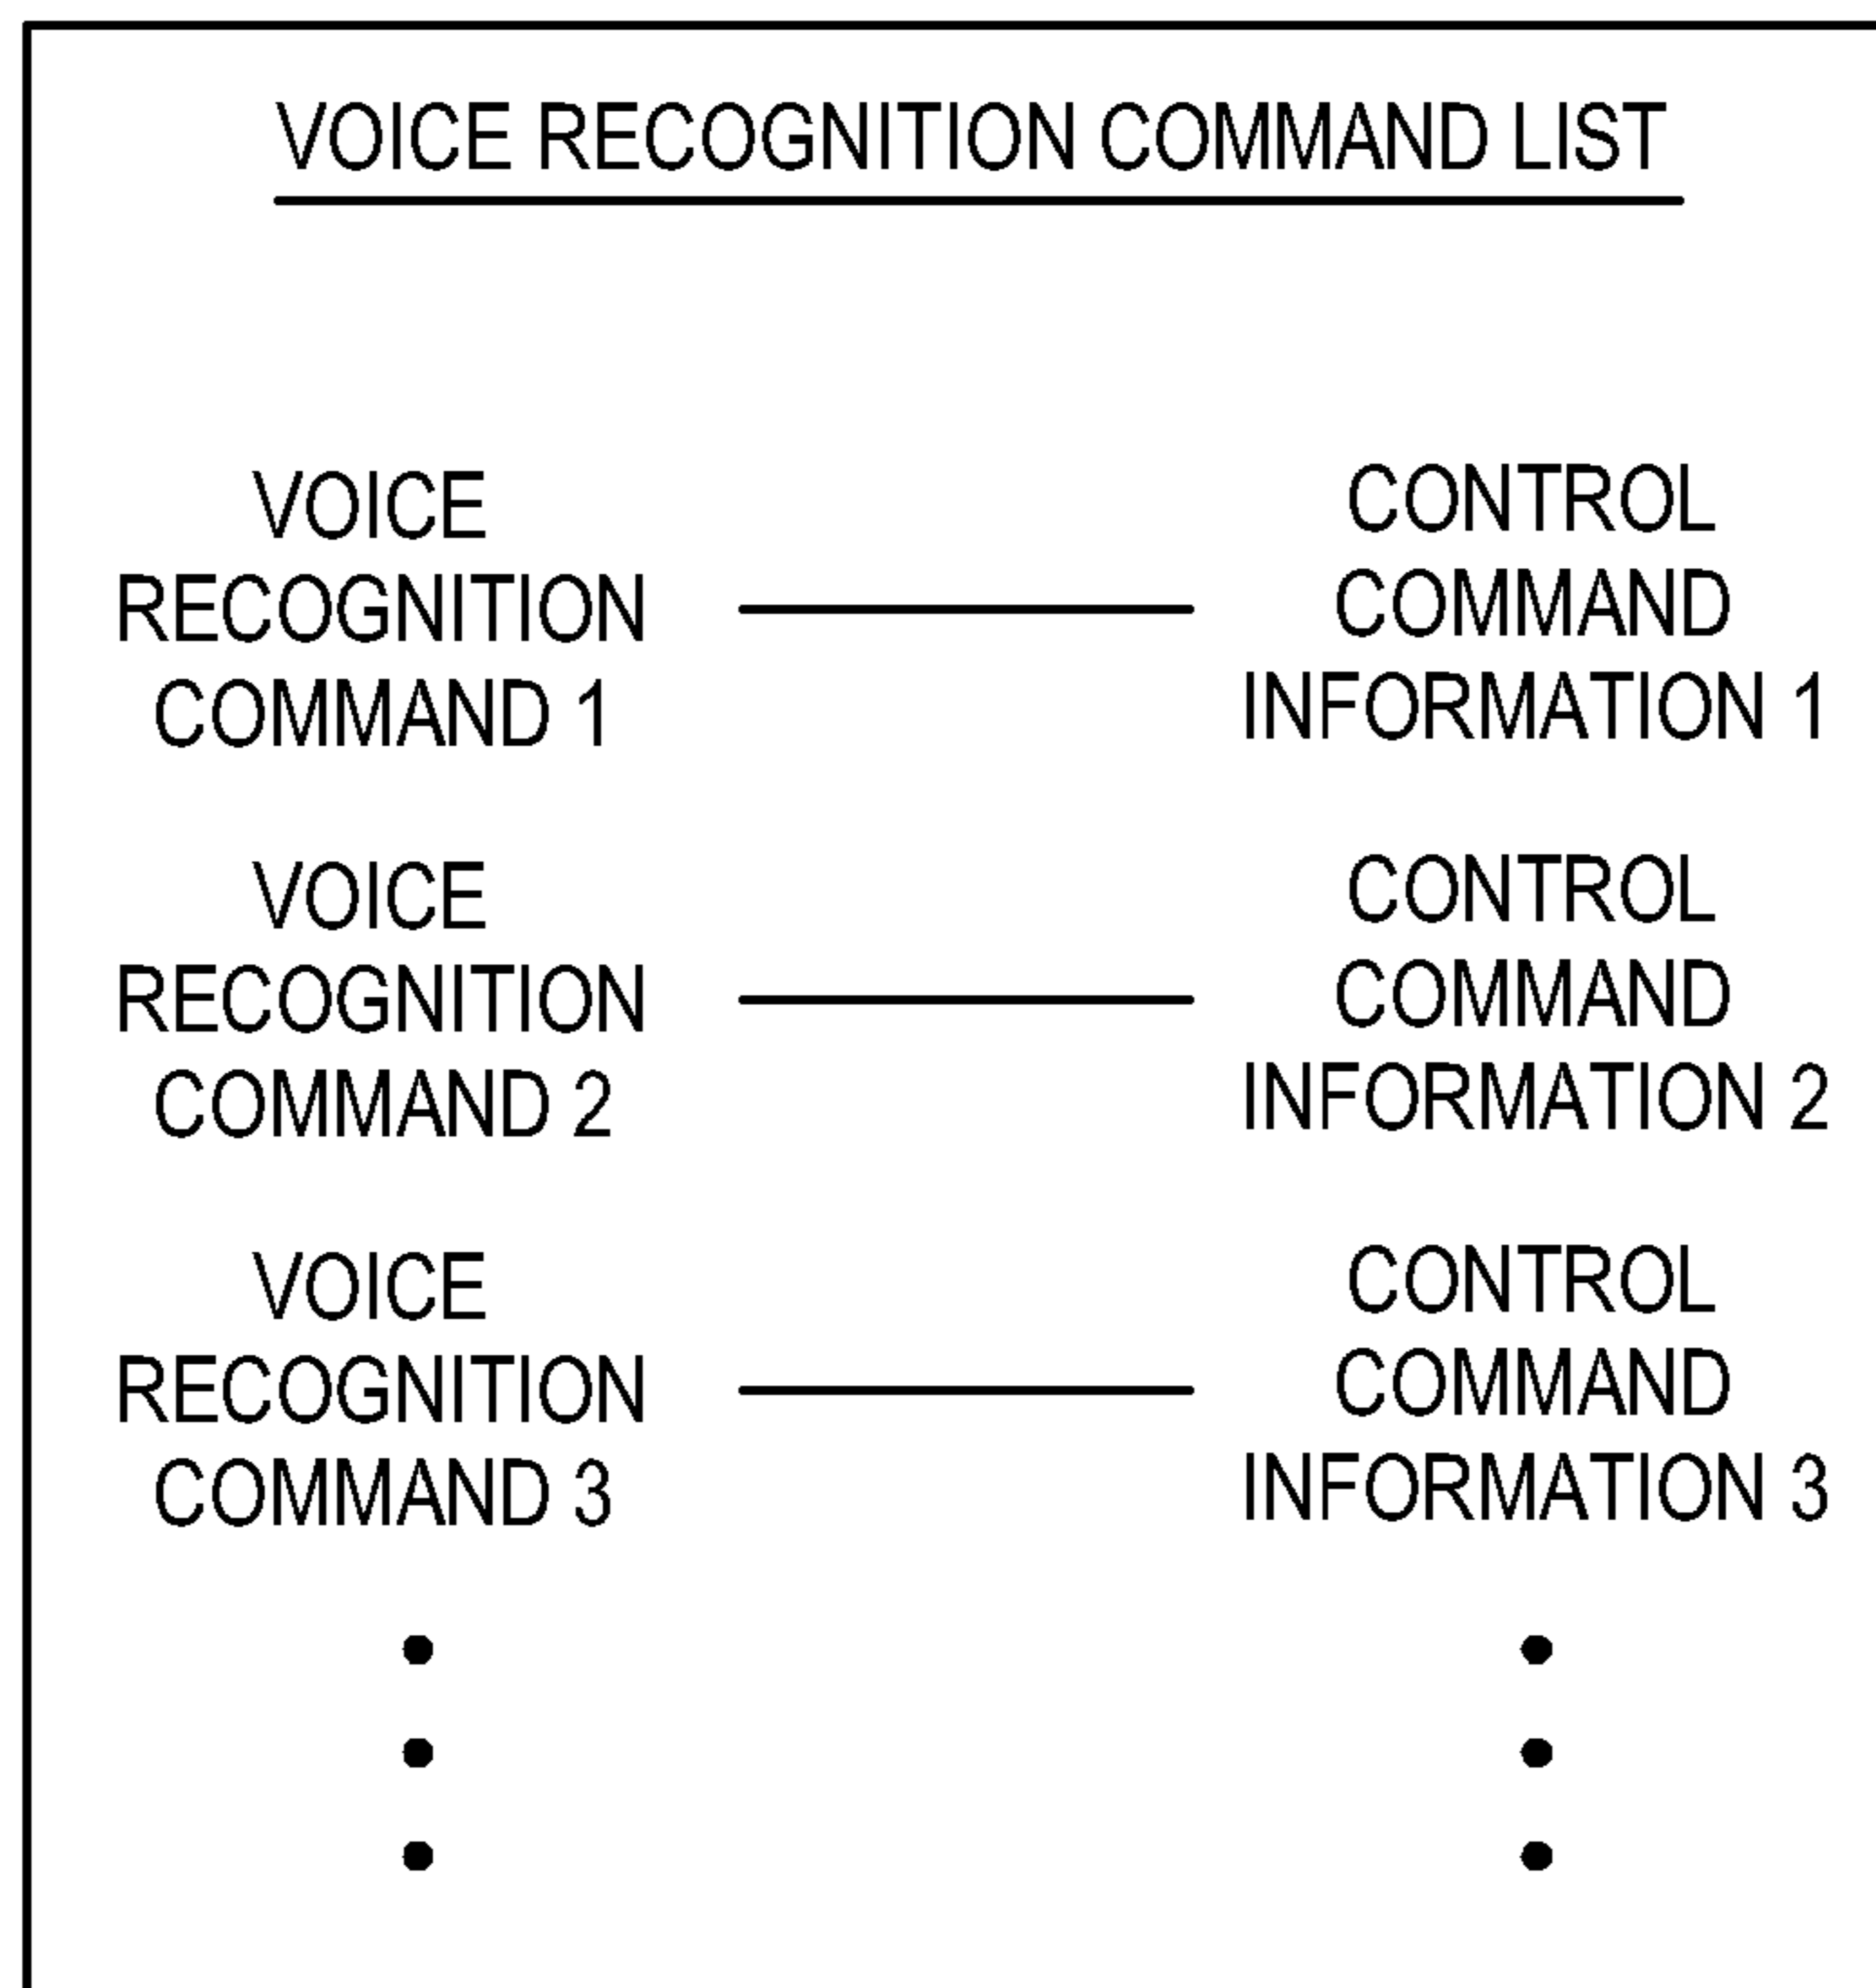 VOICE RECOGNITION COMMAND LIST
VOICE
RECOGNITION
COMMAND 1
CONTROL
COMMAND
INFORMATION 1
VOICE
RECOGNITION
COMMAND 2
CONTROL
COMMAND
INFORMATION 2
VOICE
RECOGNITION
COMMAND 3
CONTROL
COMMAND
INFORMATION 3